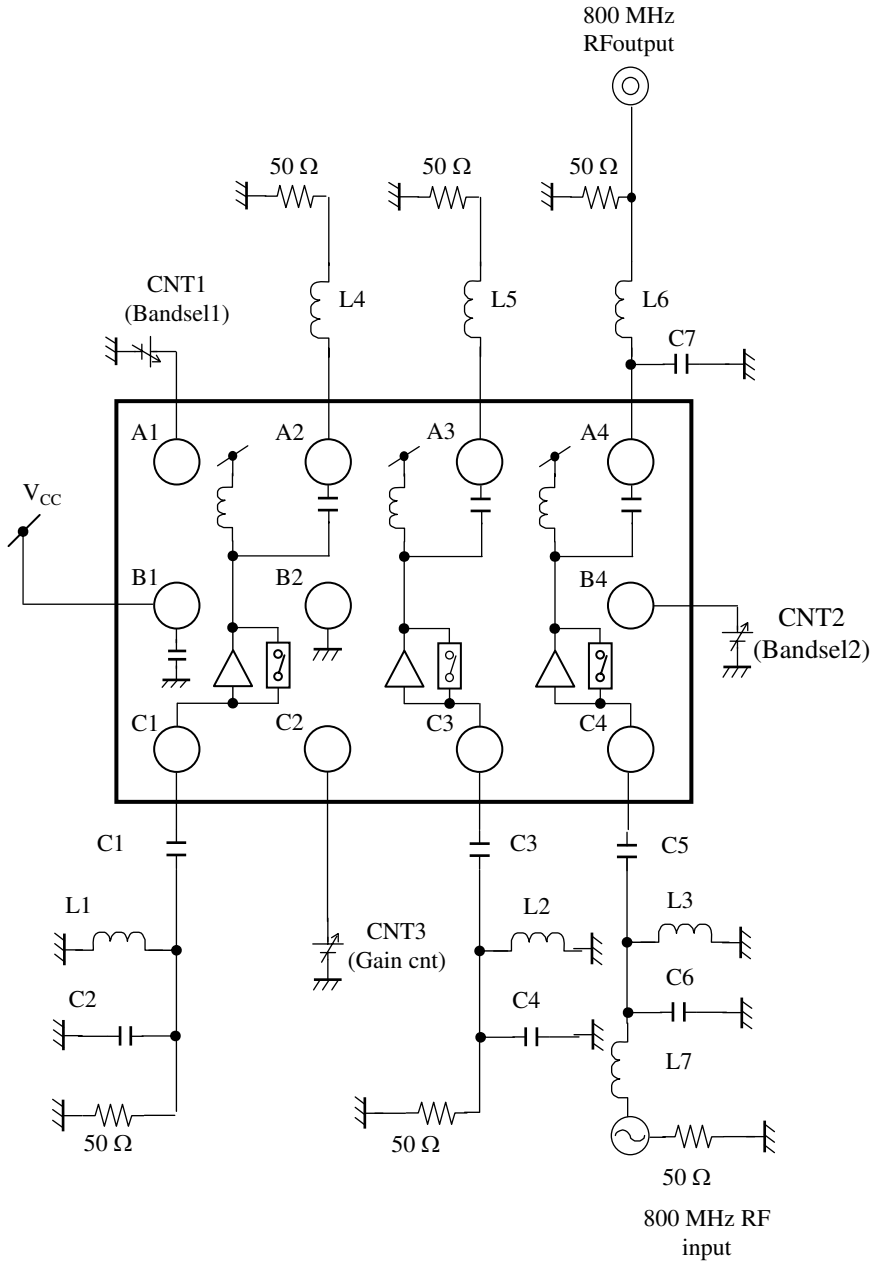 800 MHz
RFoutput
50 Ω
50 Ω
50 Ω
CNT1
(Bandsel1)
L4
L5
L6
C7
A1
A2
A3
A4
VCC
B1
B2
B4
CNT2
(Bandsel2)
C1
C2
C3
C4
C1
C3
C5
L1
CNT3
(Gain cnt)
L2
L3
C2
C4
C6
L7
50 Ω
50 Ω
50 Ω
800 MHz RF
input